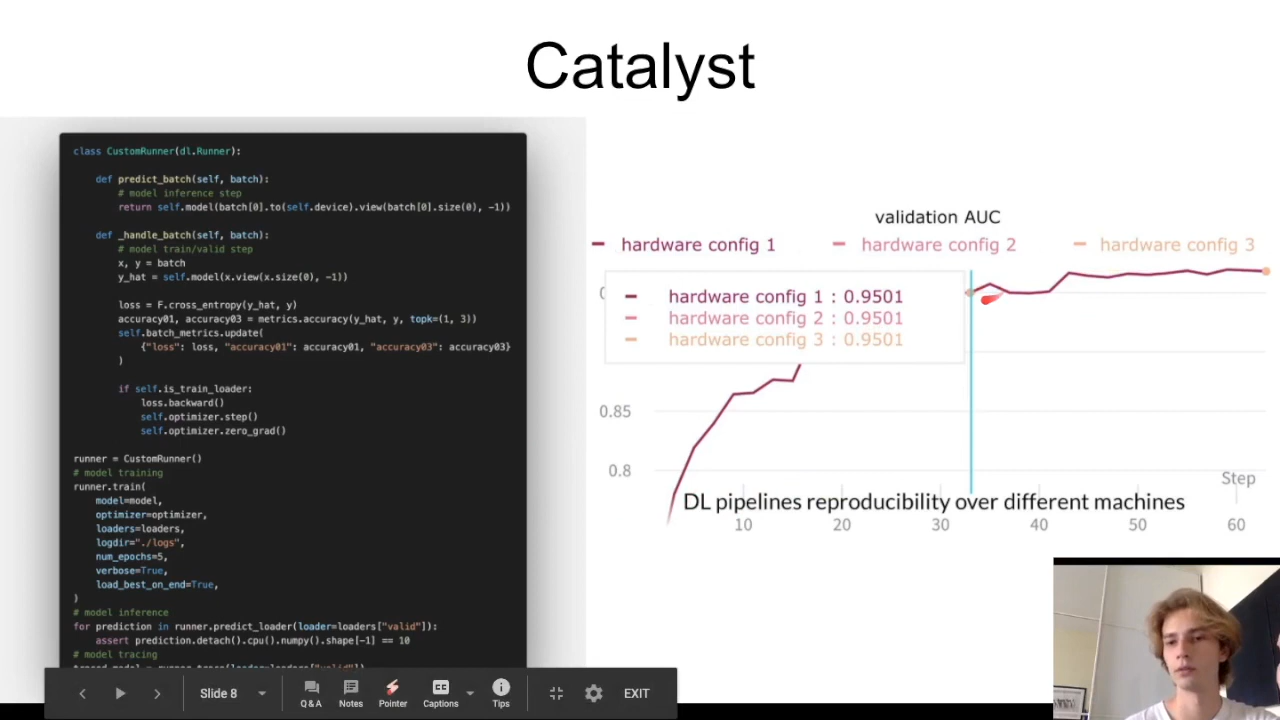 Catalyst
class CustomRunner(dl.Runner):
def predict_batch(self, batch):
# model inference step
return self.model(batch[0].to(self.device).view(batch[0].size(0), -1))
def _handle_batch(self, batch):
# model train/valid step
x, y = batch
y_hat = self.model(x.view(x.size(0), -1))
loss = F.cross_entropy(y_hat, y)
accuracy01, accuracy03 = metrics.accuracy(y_hat, y, topk=(1, 3))
self.batch_metrics.update(
{"loss": loss, "accuracy01": accuracy01, "accuracy03": accuracy03}
)
if self.is_train_loader:
loss.backward()
self.optimizer.step()
self.optimizer.zero_grad()
runner = CustomRunner()
# model training
runner.train(
model=model,
optimizer=optimizer,
loaders=loaders,
logdir="./logs",
num_epochs=5,
verbose=True,
load_best_on_end=True,
)
# model inference
for prediction in runner.predict_loader(loader=loaders["valid"]):
assert prediction.detach().cpu().numpy().shape[-1] == 10
# model tracing
validation AUC
hardware config 1 hardware config 2 hardware config 3
hardware config 1 : 0.9501
hardware config 2 : 0.9501
hardware config 3 : 0.9501
0.85
0.8
Step
DL pipelines reproducibility over different machines
10 20 30 40 50 60
Slide 8
Q&A Notes Pointer Captions Tips
EXIT